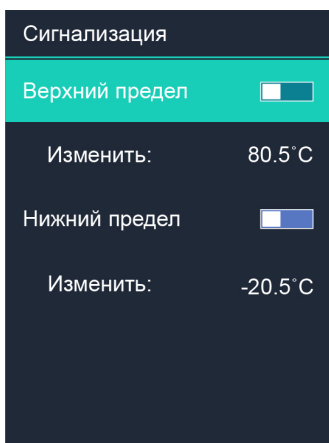 Сигнализация
Верхний предел
Изменить: 80.5°C
Нижний предел
Изменить: -20.5°C